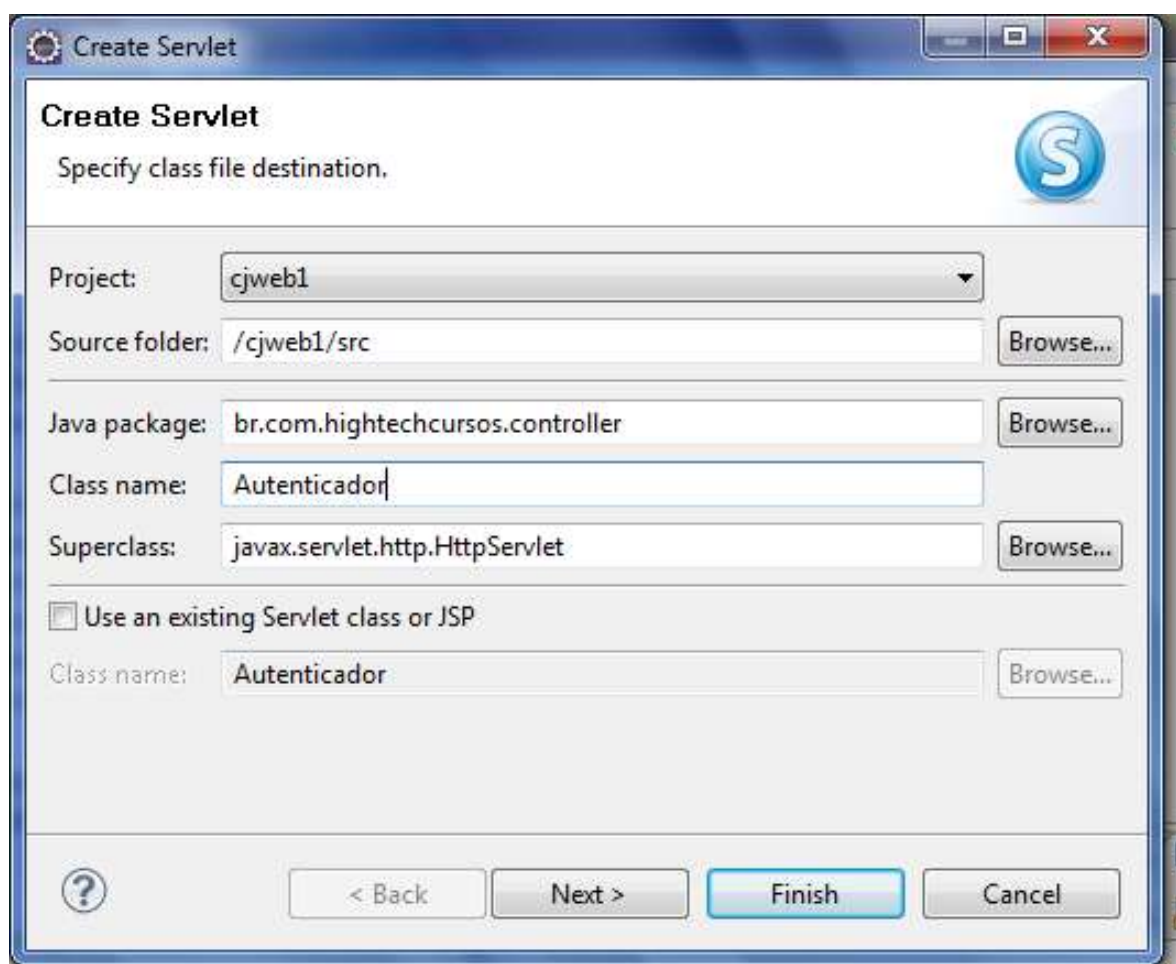 Create Servlet
Create Servlet
Specify class file destination.
S
Project: cjweb1
Source folder: /cjweb1/src Browse...
Java package: br.com.hightechcursos.controller Browse...
Class name: Autenticador
Superclass: javax.servlet.http.HttpServlet Browse...
Use an existing Servlet class or JSP
Class name: Autenticador Browse...
? < Back Next > Finish Cancel